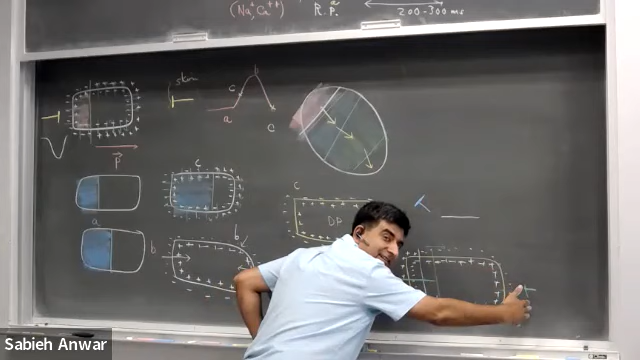 (Na⁺, Ca⁺⁺)
R.P.
200-300 ms
stim
b
c
a
c
P
c
c
DP
a
b
b
Sabieh Anwar